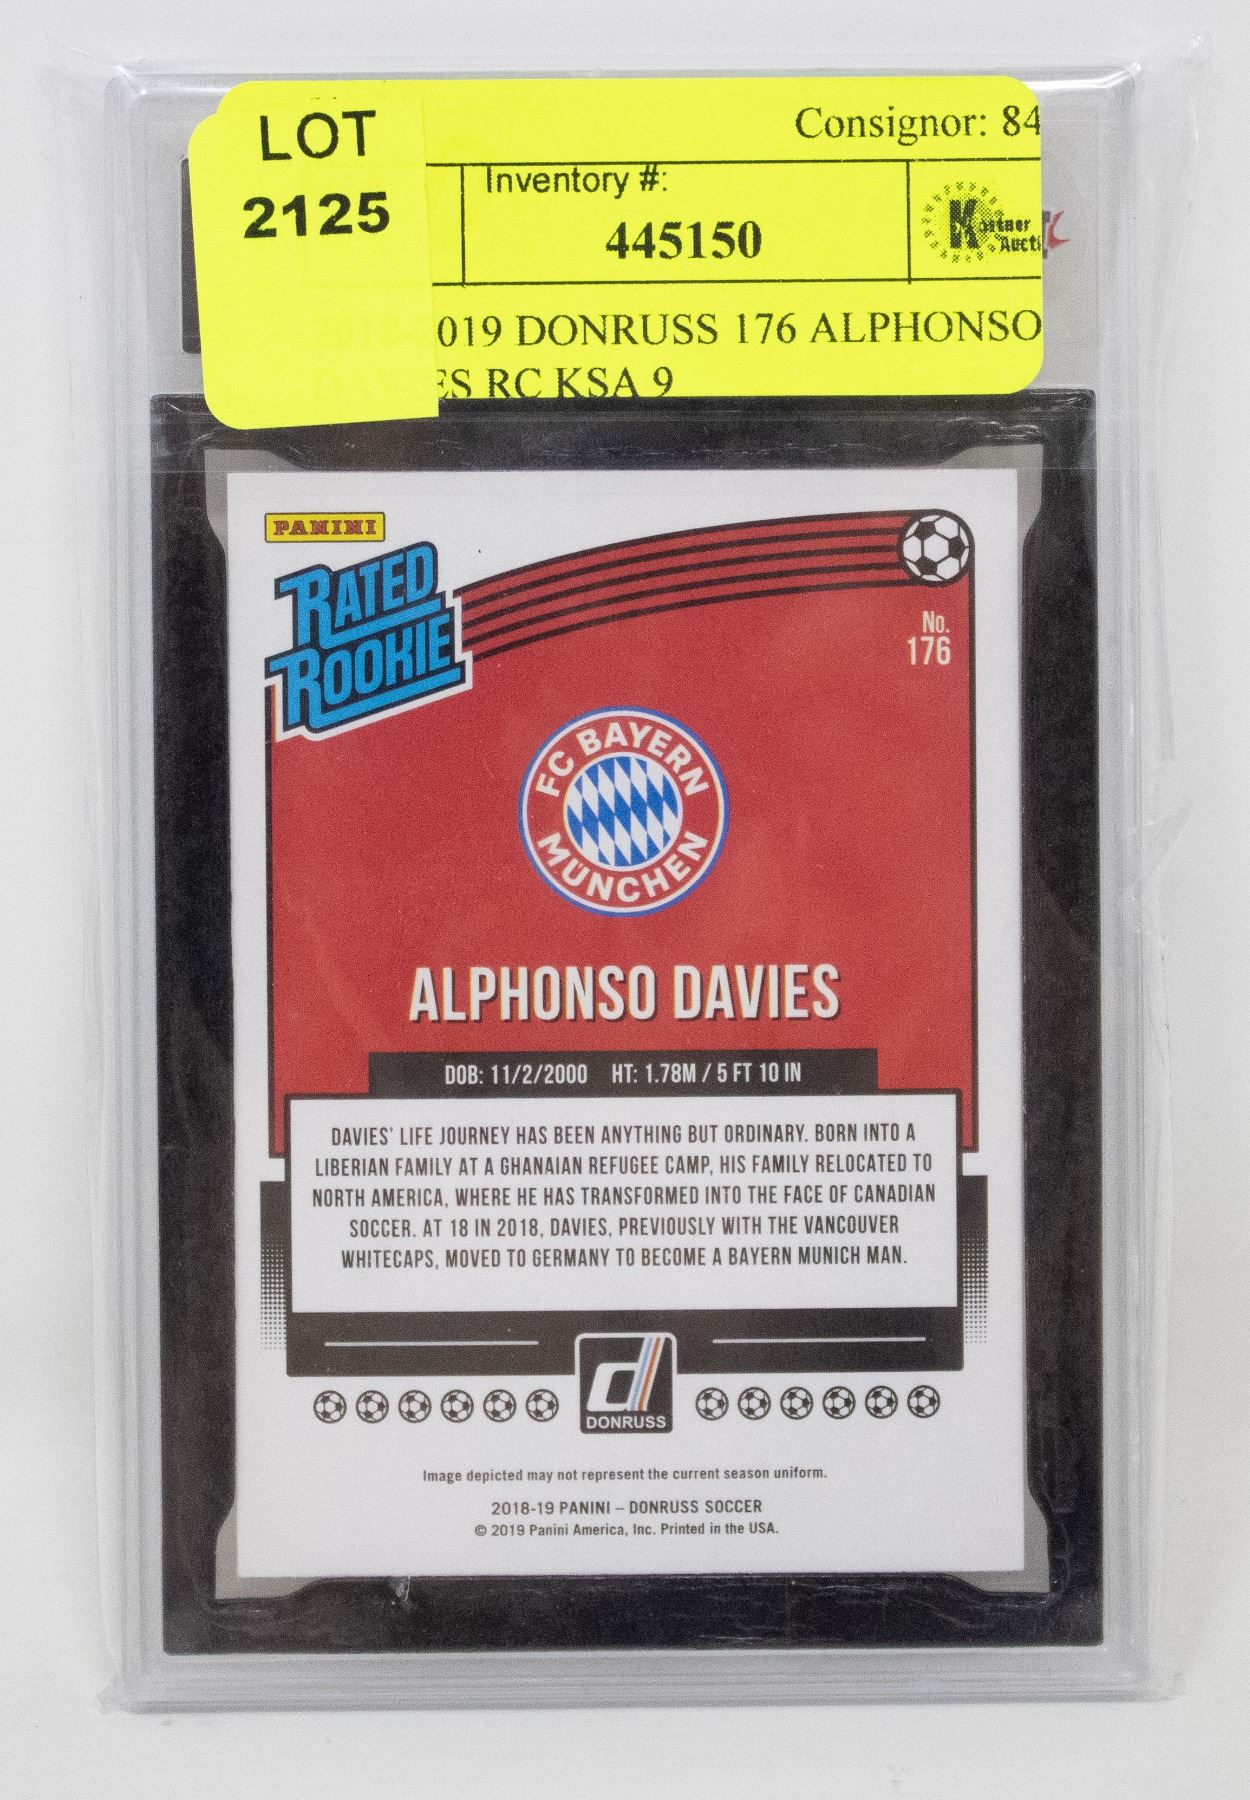 LOT
2125
Consignor: 84
Inventory #:
445150
Kastner
Aucti
2018-2019 DONRUSS 176 ALPHONSO
DAVIES RC KSA 9
PANINI
RATED
ROOKIE
No.
176
FC BAYERN
MÜNCHEN
ALPHONSO DAVIES
DOB: 11/2/2000 HT: 1.78M / 5 FT 10 IN
DAVIES' LIFE JOURNEY HAS BEEN ANYTHING BUT ORDINARY. BORN INTO A
LIBERIAN FAMILY AT A GHANAIAN REFUGEE CAMP, HIS FAMILY RELOCATED TO
NORTH AMERICA, WHERE HE HAS TRANSFORMED INTO THE FACE OF CANADIAN
SOCCER. AT 18 IN 2018, DAVIES, PREVIOUSLY WITH THE VANCOUVER
WHITECAPS, MOVED TO GERMANY TO BECOME A BAYERN MUNICH MAN.
d
DONRUSS
Image depicted may not represent the current season uniform.
2018-19 PANINI – DONRUSS SOCCER
© 2019 Panini America, Inc. Printed in the USA.